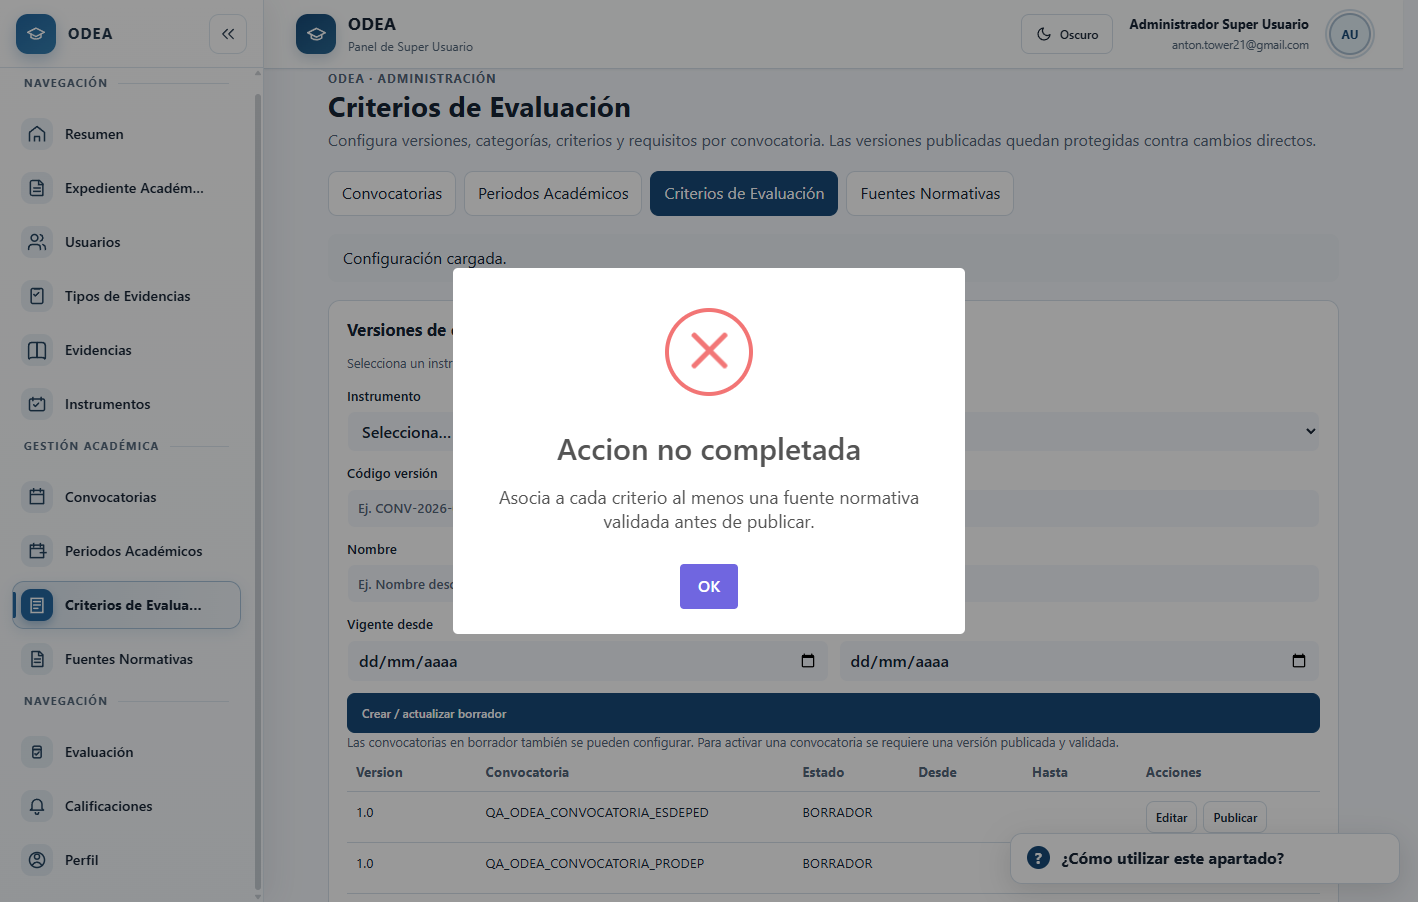 ODEA
ODEA
Panel de Super Usuario
Oscuro
Administrador Super Usuario
anton.tower21@gmail.com
AU
NAVEGACIÓN
Resumen
Expediente Académ...
Usuarios
Tipos de Evidencias
Evidencias
Instrumentos
GESTIÓN ACADÉMICA
Convocatorias
Periodos Académicos
Criterios de Evalua...
Fuentes Normativas
NAVEGACIÓN
Evaluación
Calificaciones
Perfil
ODEA · ADMINISTRACIÓN
Criterios de Evaluación
Configura versiones, categorías, criterios y requisitos por convocatoria. Las versiones publicadas quedan protegidas contra cambios directos.
Convocatorias
Periodos Académicos
Criterios de Evaluación
Fuentes Normativas
Configuración cargada.
Versiones de
Selecciona un instr
Instrumento
Selecciona...
Código versión
Ej. CONV-2026-
Nombre
Ej. Nombre desc
Vigente desde
dd/mm/aaaa
dd/mm/aaaa
Crear / actualizar borrador
Las convocatorias en borrador también se pueden configurar. Para activar una convocatoria se requiere una versión publicada y validada.
Version Convocatoria Estado Desde Hasta Acciones
1.0 QA_ODEA_CONVOCATORIA_ESDEPED BORRADOR Editar Publicar
1.0 QA_ODEA_CONVOCATORIA_PRODEP BORRADOR
Accion no completada
Asocia a cada criterio al menos una fuente normativa
validada antes de publicar.
OK
? ¿Cómo utilizar este apartado?